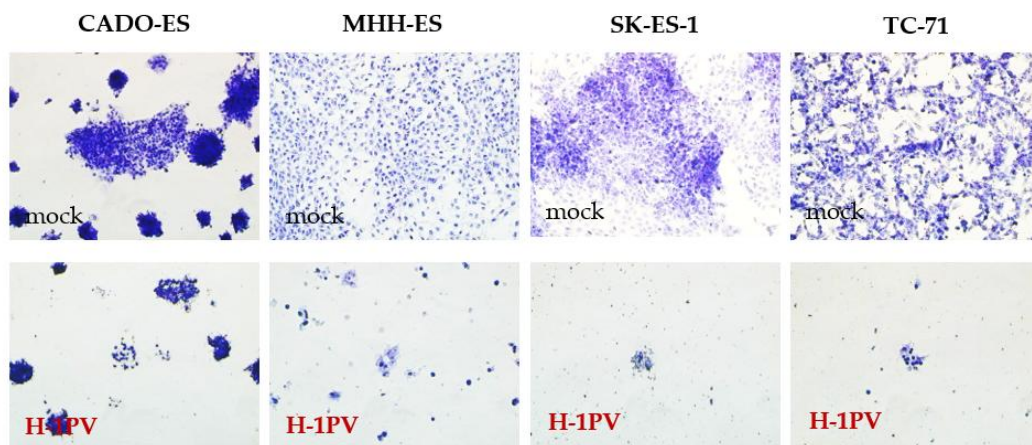 CADO-ES MHH-ES SK-ES-1 TC-71
mock mock mock mock
H-1PV H-1PV H-1PV H-1PV